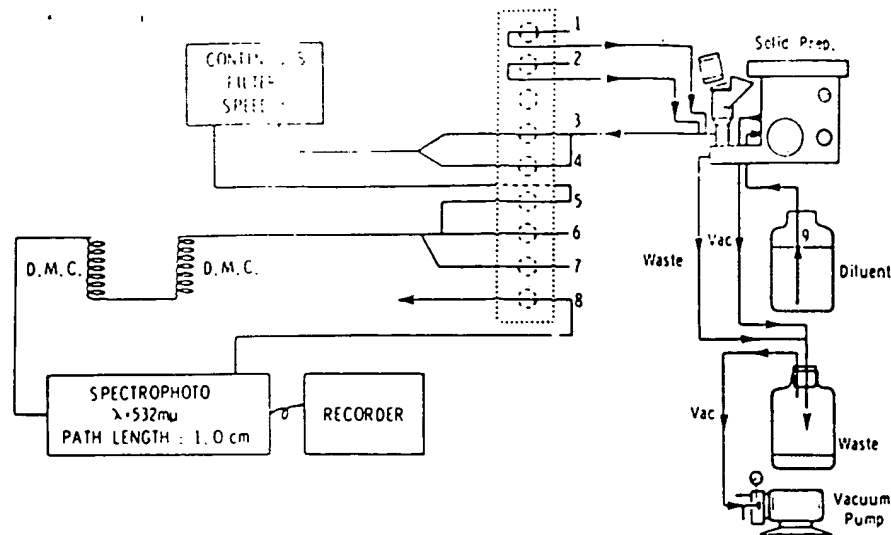 Solid Prep.
1
2
3
4
5
6
7
8
9
D.M.C.
D.M.C.
Waste
Vac
Diluent
SPECTROPHOTO
λ=532mμ
PATH LENGTH : 1.0 cm
RECORDER
Vac
Waste
Vacuum
Pump